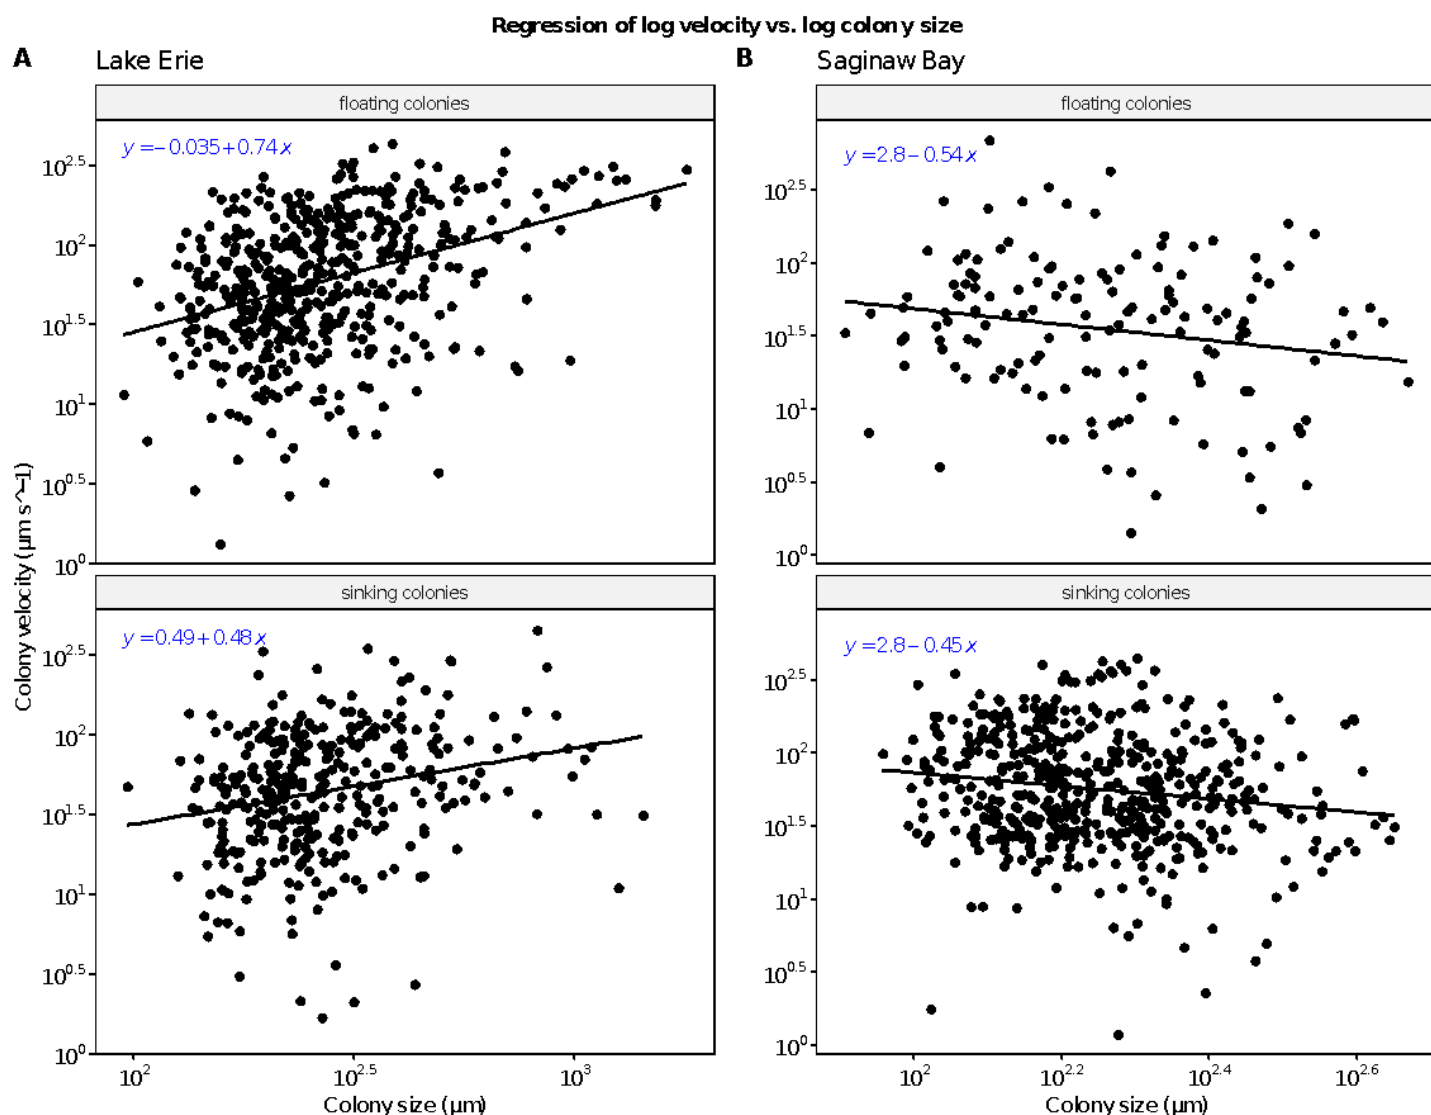 Regression of log velocity vs. log colony size
A Lake Erie
floating colonies
y=−0.035+0.74x
10^2.5
10^2
10^1.5
10^1
10^0.5
10^0
sinking colonies
y=0.49+0.48x
10^2.5
10^2
10^1.5
10^1
10^0.5
10^0
10^2 10^2.5 10^3
Colony size (µm)
Colony velocity (µm s^−1)
B Saginaw Bay
floating colonies
y=2.8−0.54x
10^2.5
10^2
10^1.5
10^1
10^0.5
10^0
sinking colonies
y=2.8−0.45x
10^2.5
10^2
10^1.5
10^1
10^0.5
10^0
10^2 10^2.2 10^2.4 10^2.6
Colony size (µm)